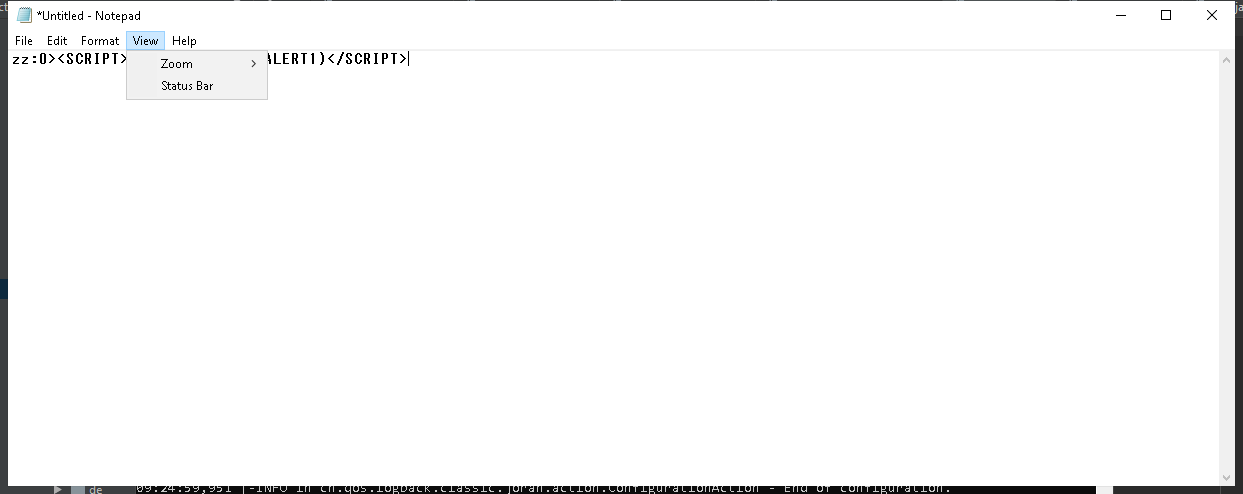 *Untitled - Notepad
File Edit Format View Help
zz:0><SCRIPT> ALERT1)</SCRIPT>
Zoom
Status Bar
de
09:24:59,951 |-INFO in ch.qos.logback.classic.joran.action.ConfigurationAction - End of configuration.